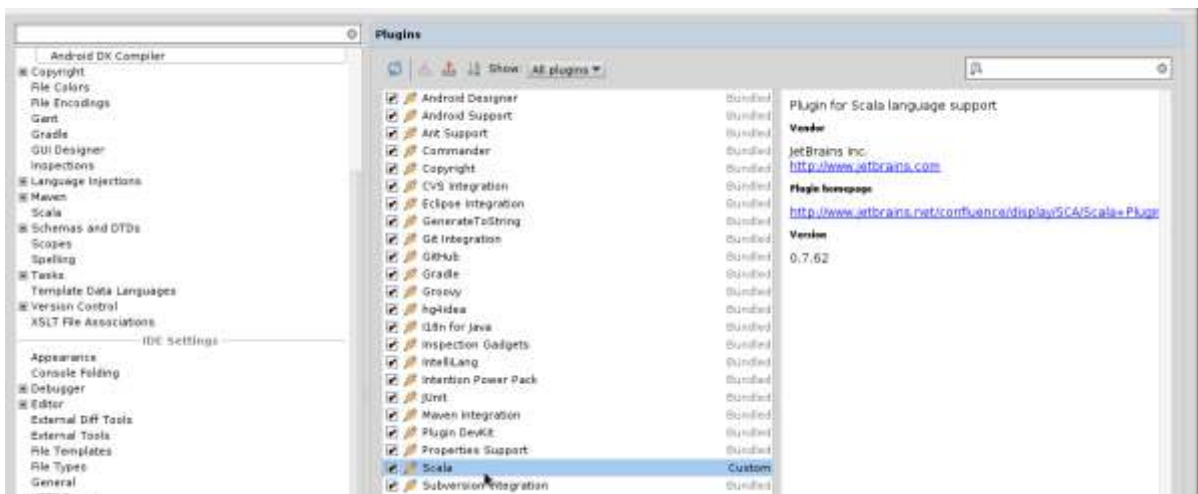 Plugins
Android DX Compiler
Copyright
File Colors
File Encodings
Gant
Gradle
GUI Designer
Inspections
Language Injections
Maven
Scala
Schemas and DTDs
Scopes
Spelling
Tasks
Template Data Languages
Version Control
XSLT File Associations
IDE Settings
Appearance
Console Folding
Debugger
Editor
External Diff Tools
External Tools
File Templates
File Types
General
Show: All plugins
Android Designer Bundled
Android Support Bundled
Ant Support Bundled
Commander Bundled
Copyright Bundled
CVS Integration Bundled
Eclipse Integration Bundled
GenerateToString Bundled
Git Integration Bundled
GitHub Bundled
Gradle Bundled
Groovy Bundled
hg4idea Bundled
I18n for Java Bundled
Inspection Gadgets Bundled
IntelliLang Bundled
Intention Power Pack Bundled
JUnit Bundled
Maven Integration Bundled
Plugin DevKit Bundled
Properties Support Bundled
Scala Custom
Subversion Integration Bundled
Plugin for Scala language support
Vendor
JetBrains Inc.
http://www.jetbrains.com
Plugin homepage
http://www.jetbrains.net/confluence/display/SCA/Scala+Plugin
Version
0.7.62